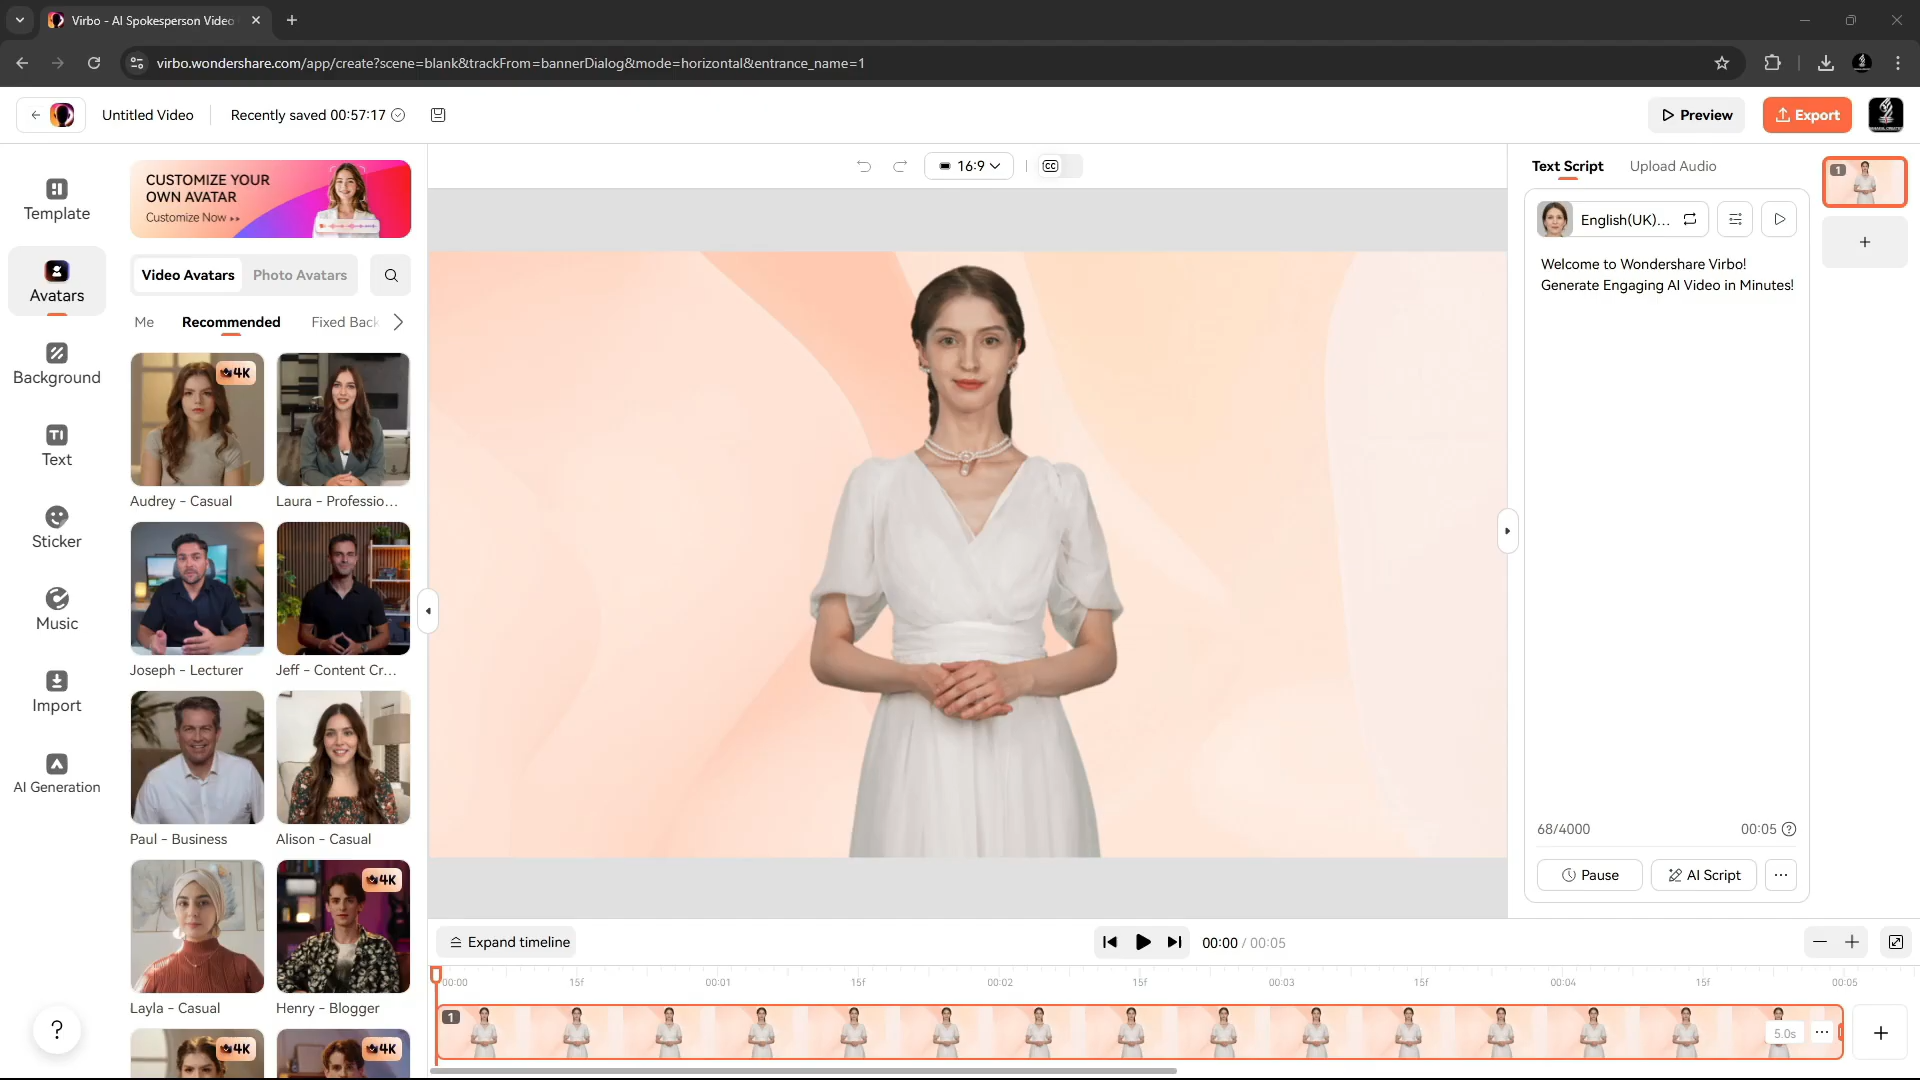 Virbo - AI Spokesperson Video
virbo.wondershare.com/app/create?scene=blank&trackFrom=bannerDialog&mode=horizontal&entrance_name=1
Untitled Video
Recently saved 00:57:17
Preview
Export
Template
Avatars
Background
Text
Sticker
Music
Import
AI Generation
CUSTOMIZE YOUR
OWN AVATAR
Customize Now ▸▸
Video Avatars
Photo Avatars
Me
Recommended
Fixed Back
4K
Audrey - Casual
Laura - Professio...
Joseph - Lecturer
Jeff - Content Cr...
Paul - Business
Alison - Casual
4K
Layla - Casual
Henry - Blogger
4K
4K
16:9
CC
Text Script
Upload Audio
English(UK)...
Welcome to Wondershare Virbo!
Generate Engaging AI Video in Minutes!
68/4000
00:05
Pause
AI Script
1
Expand timeline
00:00 / 00:05
00:00
15f
00:01
15f
00:02
15f
00:03
15f
00:04
15f
00:05
1
5.0s